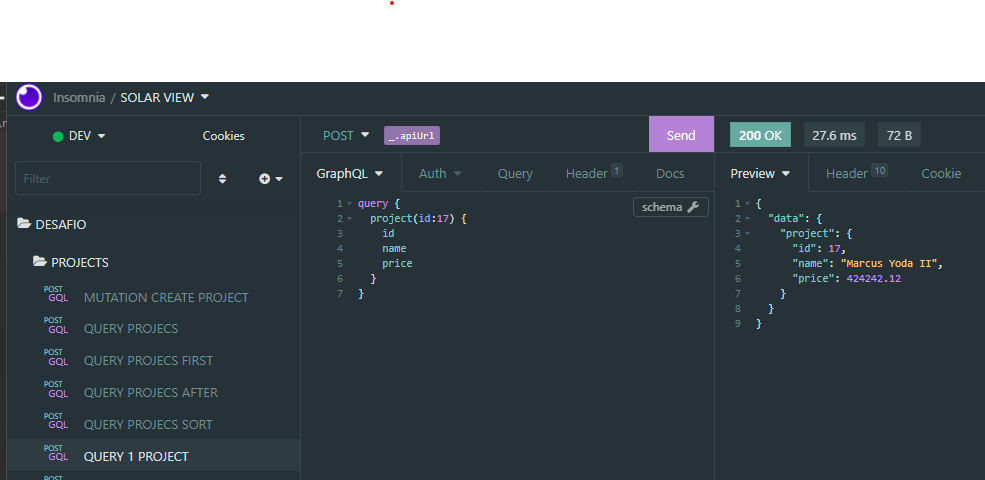 Insomnia / SOLAR VIEW
DEV
Cookies
POST
_.apiUrl
Send
200 OK
27.6 ms
72 B
Filter
GraphQL
Auth
Query
Header 1
Docs
Preview
Header 10
Cookie
DESAFIO
PROJECTS
POST GQL MUTATION CREATE PROJECT
POST GQL QUERY PROJECS
POST GQL QUERY PROJECS FIRST
POST GQL QUERY PROJECS AFTER
POST GQL QUERY PROJECS SORT
POST GQL QUERY 1 PROJECT
POST
schema
1 query {
2 project(id:17) {
3 id
4 name
5 price
6 }
7 }
1 {
2 "data": {
3 "project": {
4 "id": 17,
5 "name": "Marcus Yoda II",
6 "price": 424242.12
7 }
8 }
9 }